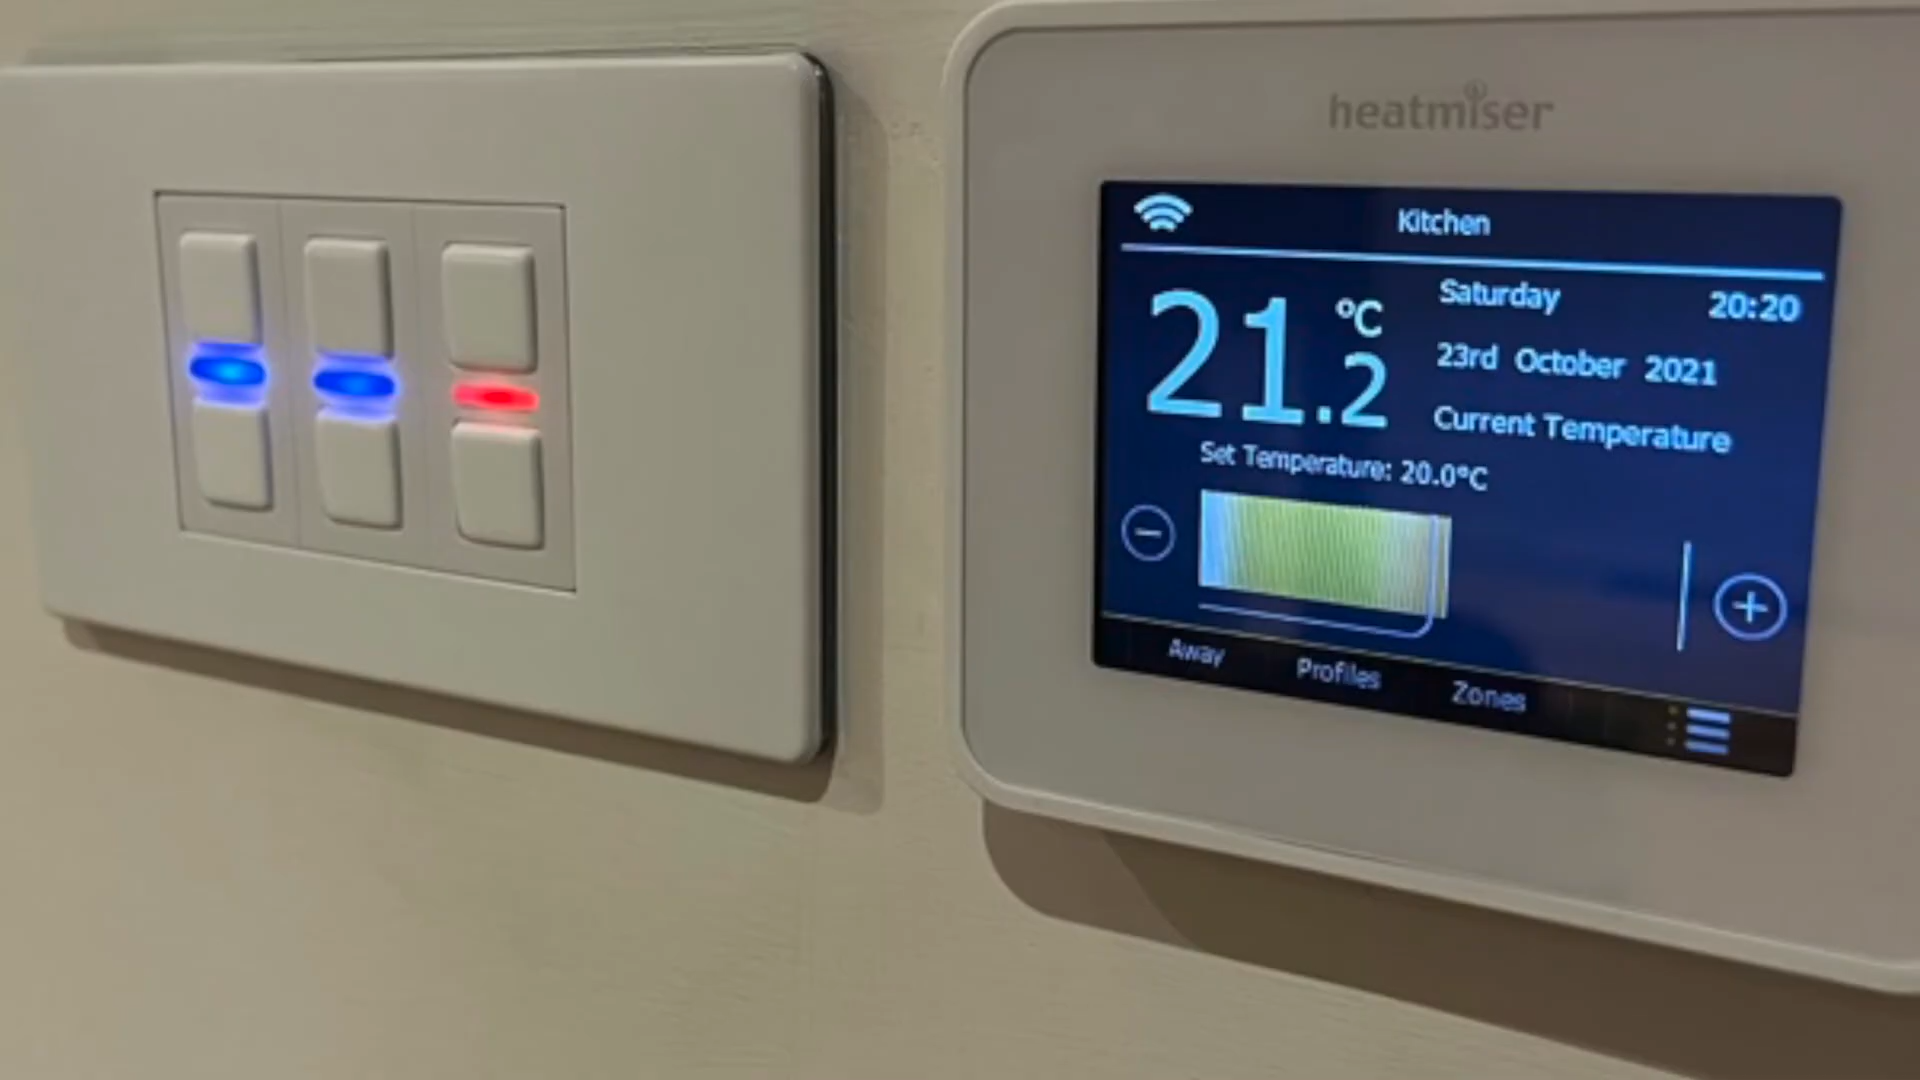 heatmiser
Kitchen
21.2 °C
Saturday 20:20
23rd October 2021
Current Temperature
Set Temperature: 20.0°C
Away Profiles Zones